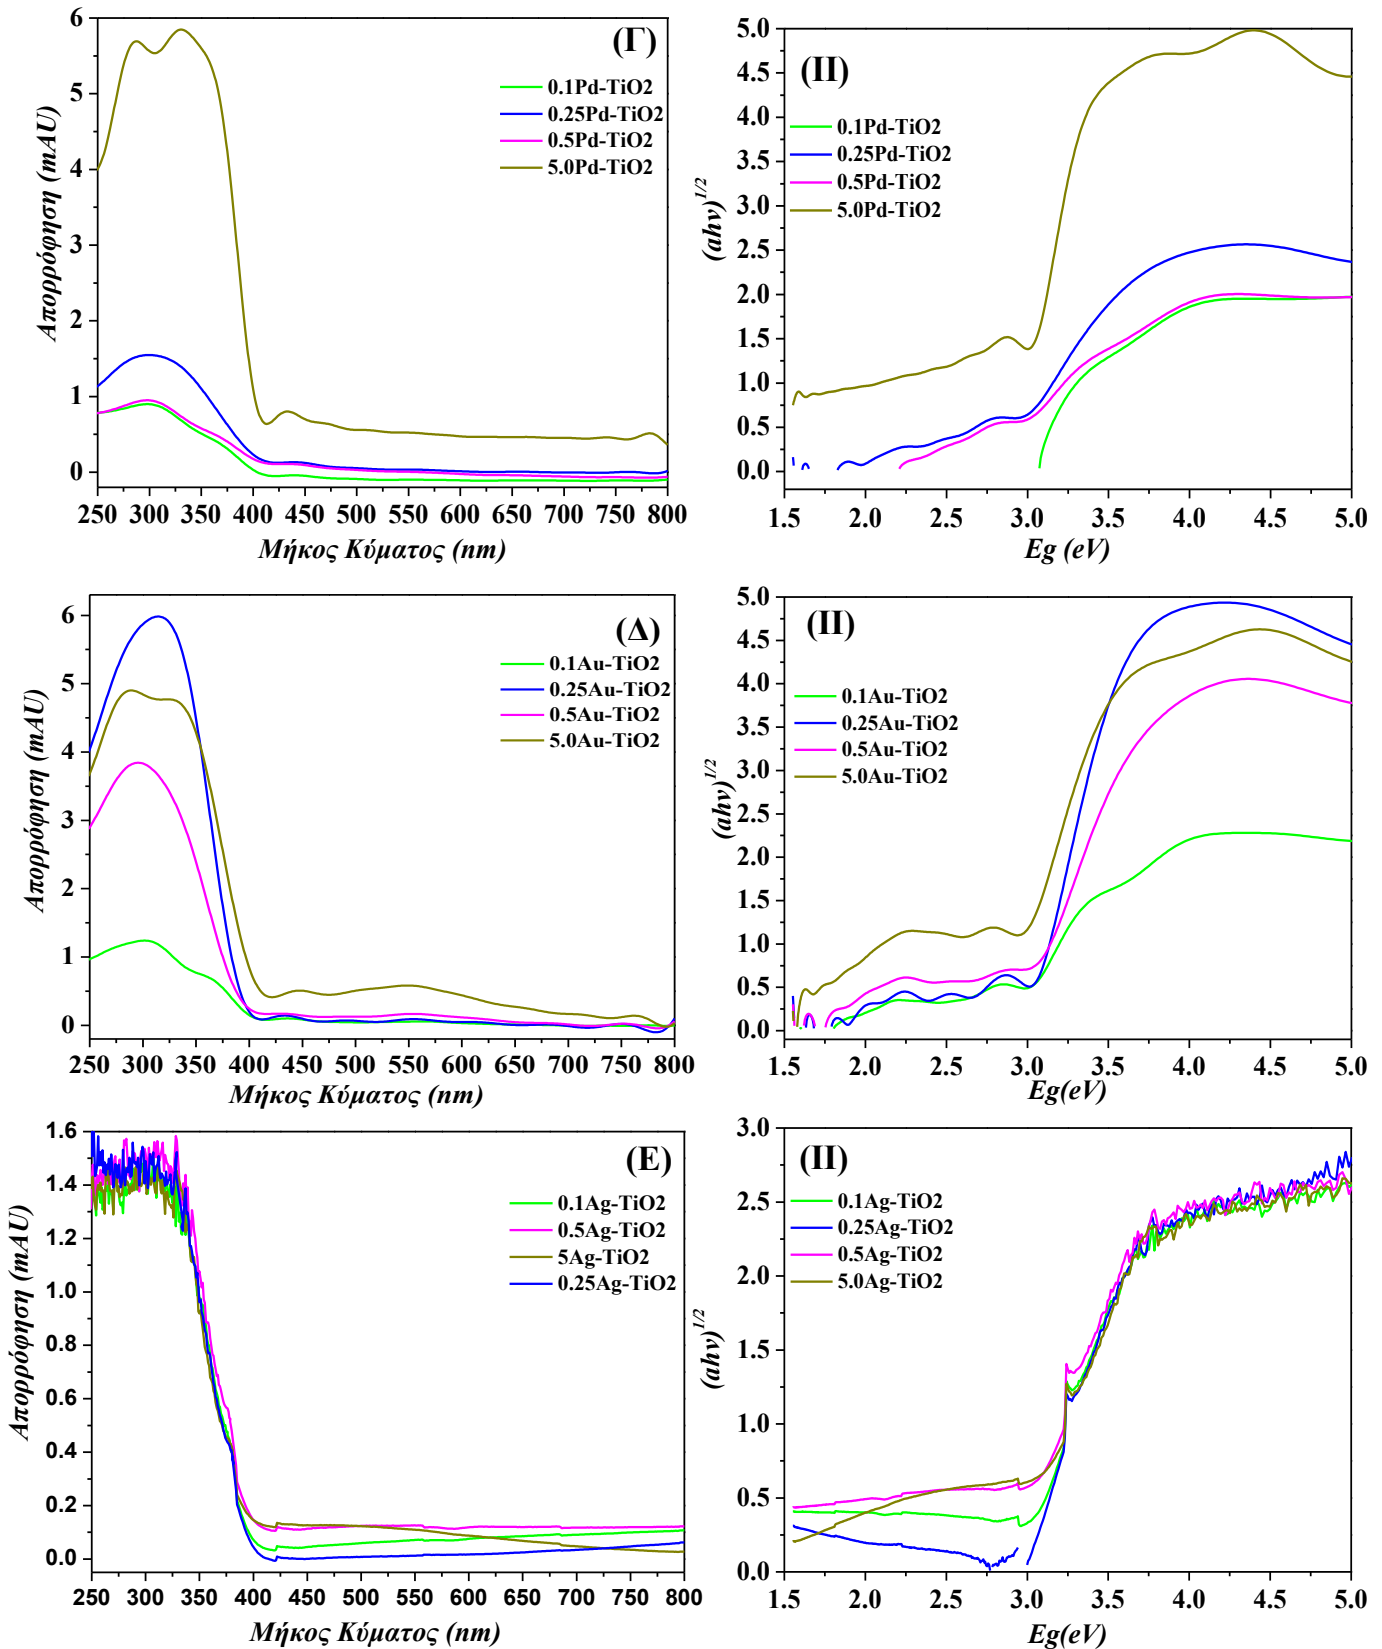 (Γ)
0.1Pd-TiO2
0.25Pd-TiO2
0.5Pd-TiO2
5.0Pd-TiO2
Απορρόφηση (mAU)
6
5
4
3
2
1
0
250 300 350 400 450 500 550 600 650 700 750 800
Μήκος Κύματος (nm)
(II)
0.1Pd-TiO2
0.25Pd-TiO2
0.5Pd-TiO2
5.0Pd-TiO2
(ahν)1/2
5.0
4.5
4.0
3.5
3.0
2.5
2.0
1.5
1.0
0.5
0.0
1.5 2.0 2.5 3.0 3.5 4.0 4.5 5.0
Eg (eV)
(Δ)
0.1Au-TiO2
0.25Au-TiO2
0.5Au-TiO2
5.0Au-TiO2
Απορρόφηση (mAU)
6
5
6
3
2
1
0
250 300 350 400 450 500 550 600 650 700 750 800
Μήκος Κύματος (nm)
(II)
0.1Au-TiO2
0.25Au-TiO2
0.5Au-TiO2
5.0Au-TiO2
(ahν)1/2
5.0
4.5
4.0
3.5
3.0
2.5
2.0
1.5
1.0
0.5
0.0
1.5 2.0 2.5 3.0 3.5 4.0 4.5 5.0
Eg(eV)
(Ε)
0.1Ag-TiO2
0.5Ag-TiO2
5Ag-TiO2
0.25Ag-TiO2
Απορρόφηση (mAU)
1.6
1.4
1.2
1.0
0.8
0.6
0.4
0.2
0.0
250 300 350 400 450 500 550 600 650 700 750 800
Μήκος Κύματος (nm)
(II)
0.1Ag-TiO2
0.25Ag-TiO2
0.5Ag-TiO2
5.0Ag-TiO2
(ahν)1/2
3.0
2.5
2.0
1.5
1.0
0.5
0.0
1.5 2.0 2.5 3.0 3.5 4.0 4.5 5.0
Eg(eV)